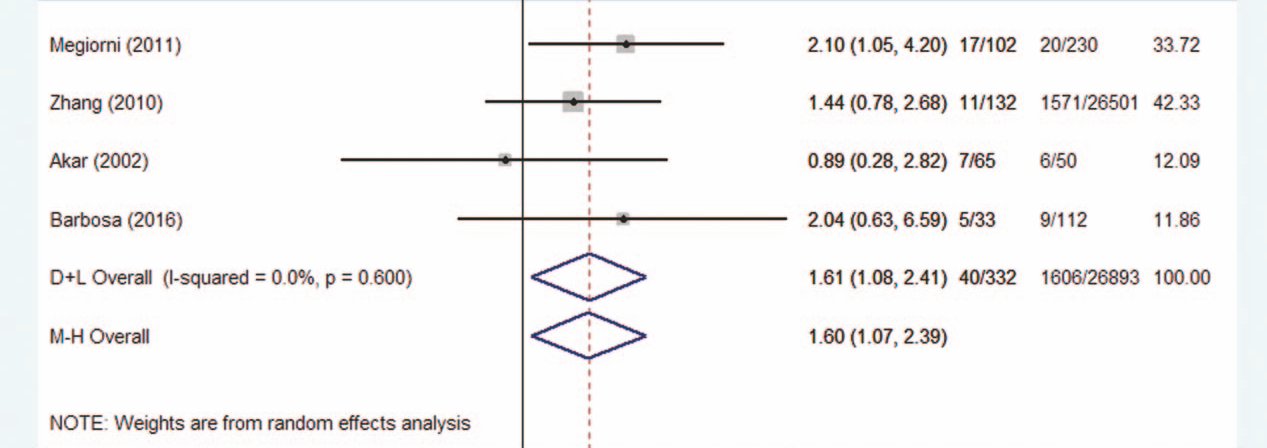 Megiorni (2011) 2.10 (1.05, 4.20) 17/102 20/230 33.72
Zhang (2010) 1.44 (0.78, 2.68) 11/132 1571/26501 42.33
Akar (2002) 0.89 (0.28, 2.82) 7/65 6/50 12.09
Barbosa (2016) 2.04 (0.63, 6.59) 5/33 9/112 11.86
D+L Overall (I-squared = 0.0%, p = 0.600) 1.61 (1.08, 2.41) 40/332 1606/26893 100.00
M-H Overall 1.60 (1.07, 2.39)
NOTE: Weights are from random effects analysis